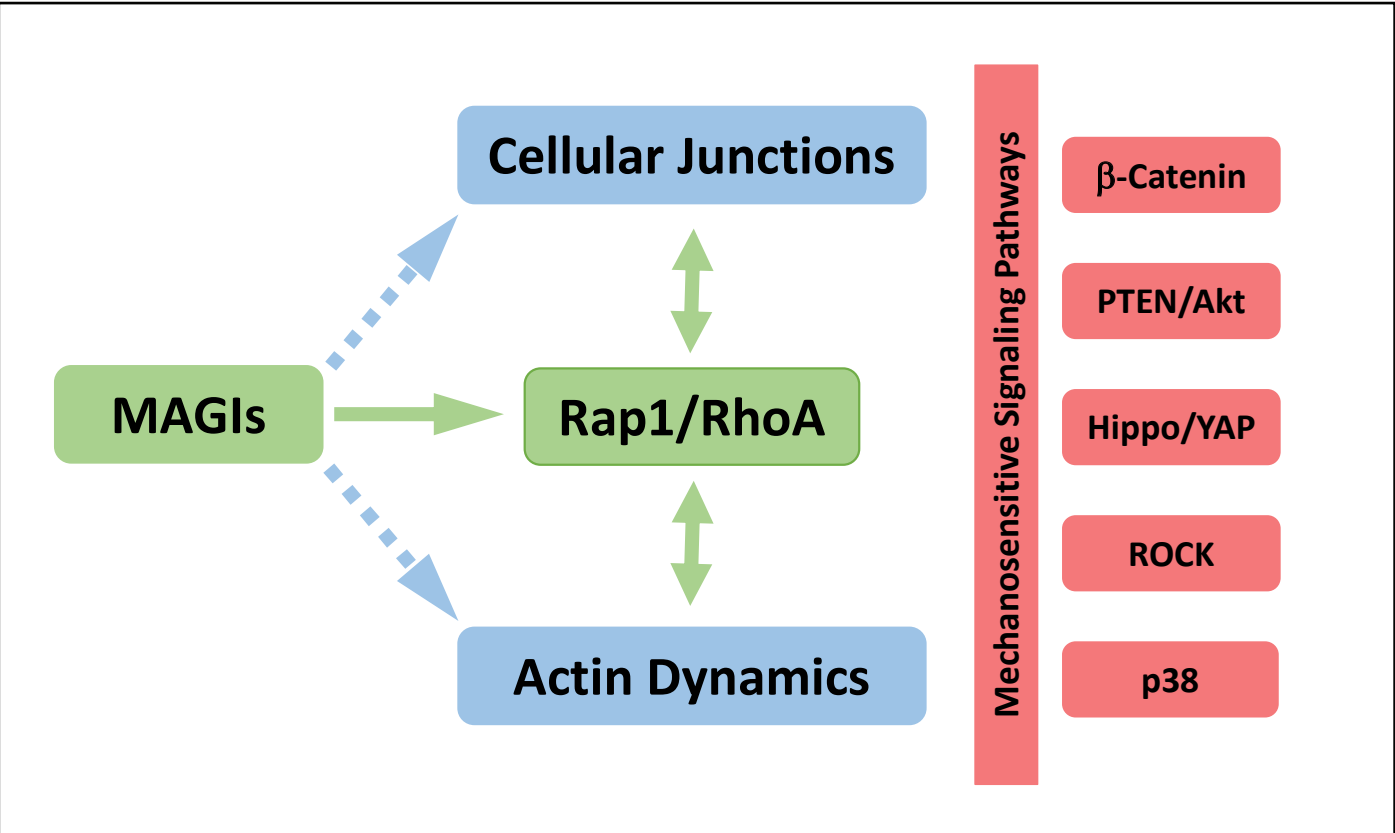 Cellular Junctions
MAGIs
Rap1/RhoA
Actin Dynamics
Mechanosensitive Signaling Pathways
β-Catenin
PTEN/Akt
Hippo/YAP
ROCK
p38